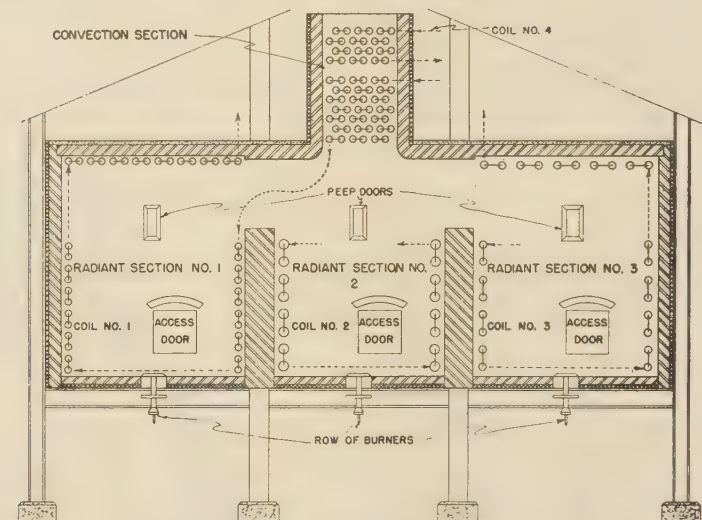 CONVECTION SECTION
COIL NO. 4
PEEP DOORS
RADIANT SECTION NO. 1
RADIANT SECTION NO.
2
RADIANT SECTION NO. 3
COIL NO. 1
ACCESS
DOOR
COIL NO. 2
ACCESS
DOOR
COIL NO. 3
ACCESS
DOOR
ROW OF BURNERS